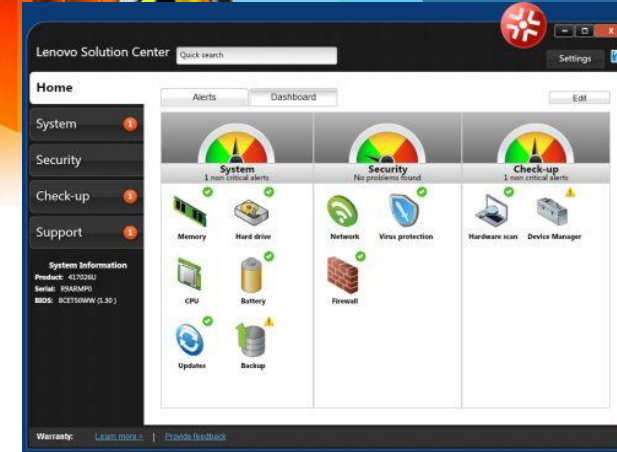 Lenovo Solution Center
Quick search
Settings
Home
System 1
Security
Check-up 1
Support 1
System Information
Product: 417026U
Serial: R9ARMP0
BIOS: 8CET50WW (1.30 )
Alerts
Dashboard
Edit
System
1 non critical alerts
Security
No problems found
Check-up
1 non critical alerts
Memory
Hard drive
Network
Virus protection
Hardware scan
Device Manager
CPU
Battery
Firewall
Updates
Backup
Warranty: Learn more > | Provide feedback